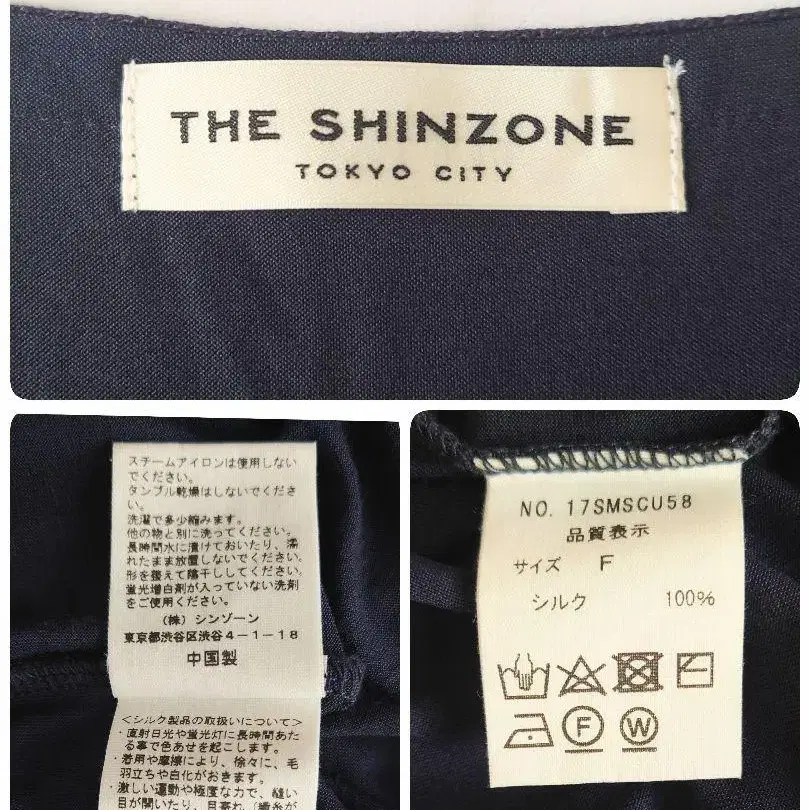 THE SHINZONE
TOKYO CITY
スチームアイロンは使用しない
でください。
タンブル乾燥はしないでくださ
い。
洗濯で多少縮みます。
他の物と別に洗ってください。
長時間水に漬けておいたり、濡
れたまま放置しないでください。
形を整えて陰干ししてください。
蛍光増白剤が入っていない洗剤
をご使用ください。
(株) シンゾーン
東京都渋谷区渋谷4-1-18
中国製
<シルク製品の取扱いについて>
・直射日光や蛍光灯に長時間あた
る事で色あせを起こします。
・着用や摩擦により、徐々に、毛
羽立ちや白化がおきます。
・激しい運動や極度な力で、縫い
目が開いたり、目寄れ
NO. 17SMSCU58
品質表示
サイズ F
シルク 100%
F W